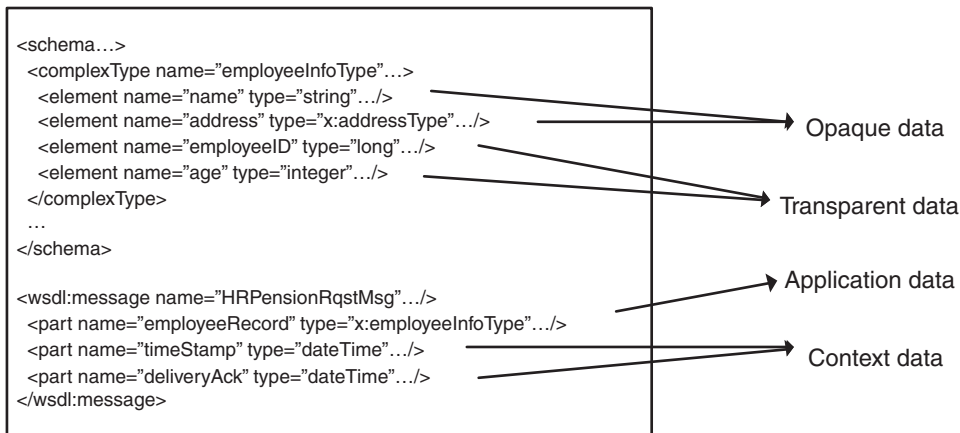 <schema…>
<complexType name=”employeeInfoType”…>
<element name=”name” type=”string”…/>
<element name=”address” type=”x:addressType”…/>
<element name=”employeeID” type=”long”…/>
<element name=”age” type=”integer”…/>
</complexType>
…
</schema>
<wsdl:message name=”HRPensionRqstMsg”…/>
<part name=”employeeRecord” type=”x:employeeInfoType”…/>
<part name=”timeStamp” type=”dateTime”…/>
<part name=”deliveryAck” type=”dateTime”…/>
</wsdl:message>
Opaque data
Transparent data
Application data
Context data